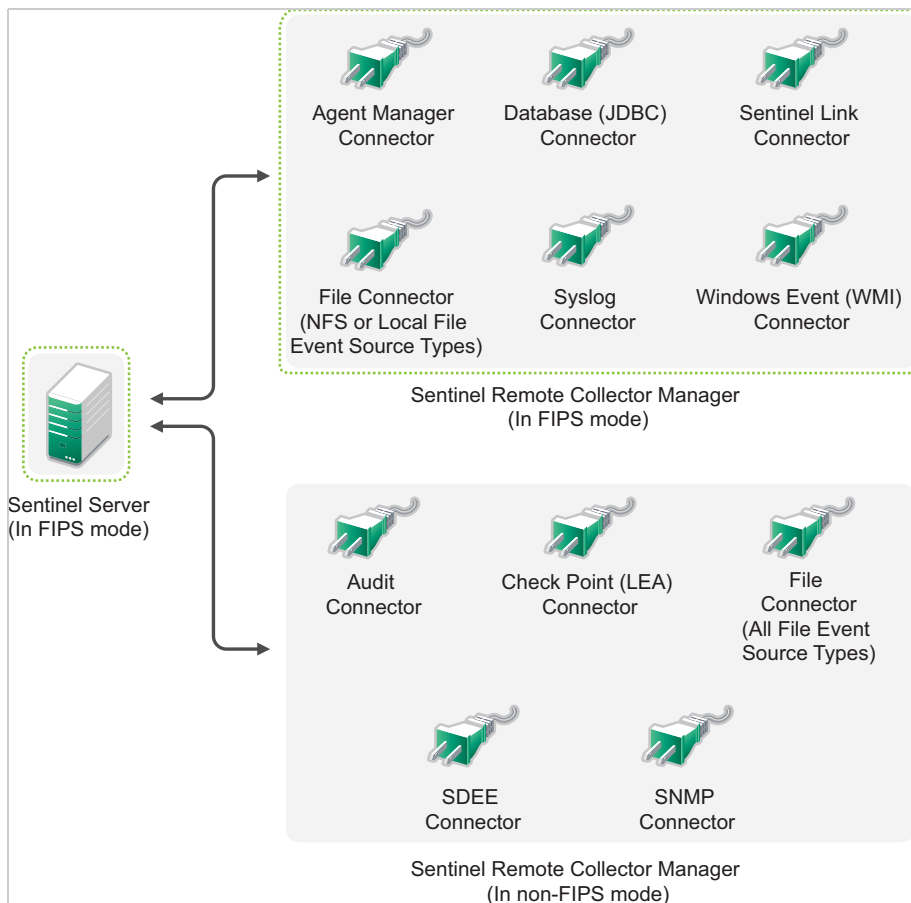 Agent Manager
Connector
Database (JDBC)
Connector
Sentinel Link
Connector
File Connector
(NFS or Local File
Event Source Types)
Syslog
Connector
Windows Event (WMI)
Connector
Sentinel Remote Collector Manager
(In FIPS mode)
Sentinel Server
(In FIPS mode)
Audit
Connector
Check Point (LEA)
Connector
File
Connector
(All File Event
Source Types)
SDEE
Connector
SNMP
Connector
Sentinel Remote Collector Manager
(In non-FIPS mode)